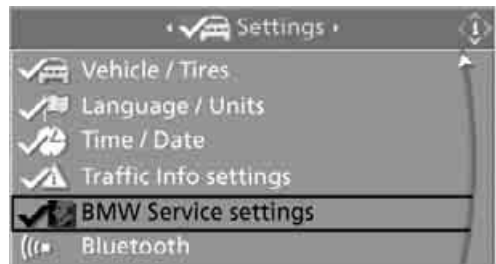 Settings
Vehicle / Tires
Language / Units
Time / Date
Traffic Info settings
BMW Service settings
Bluetooth